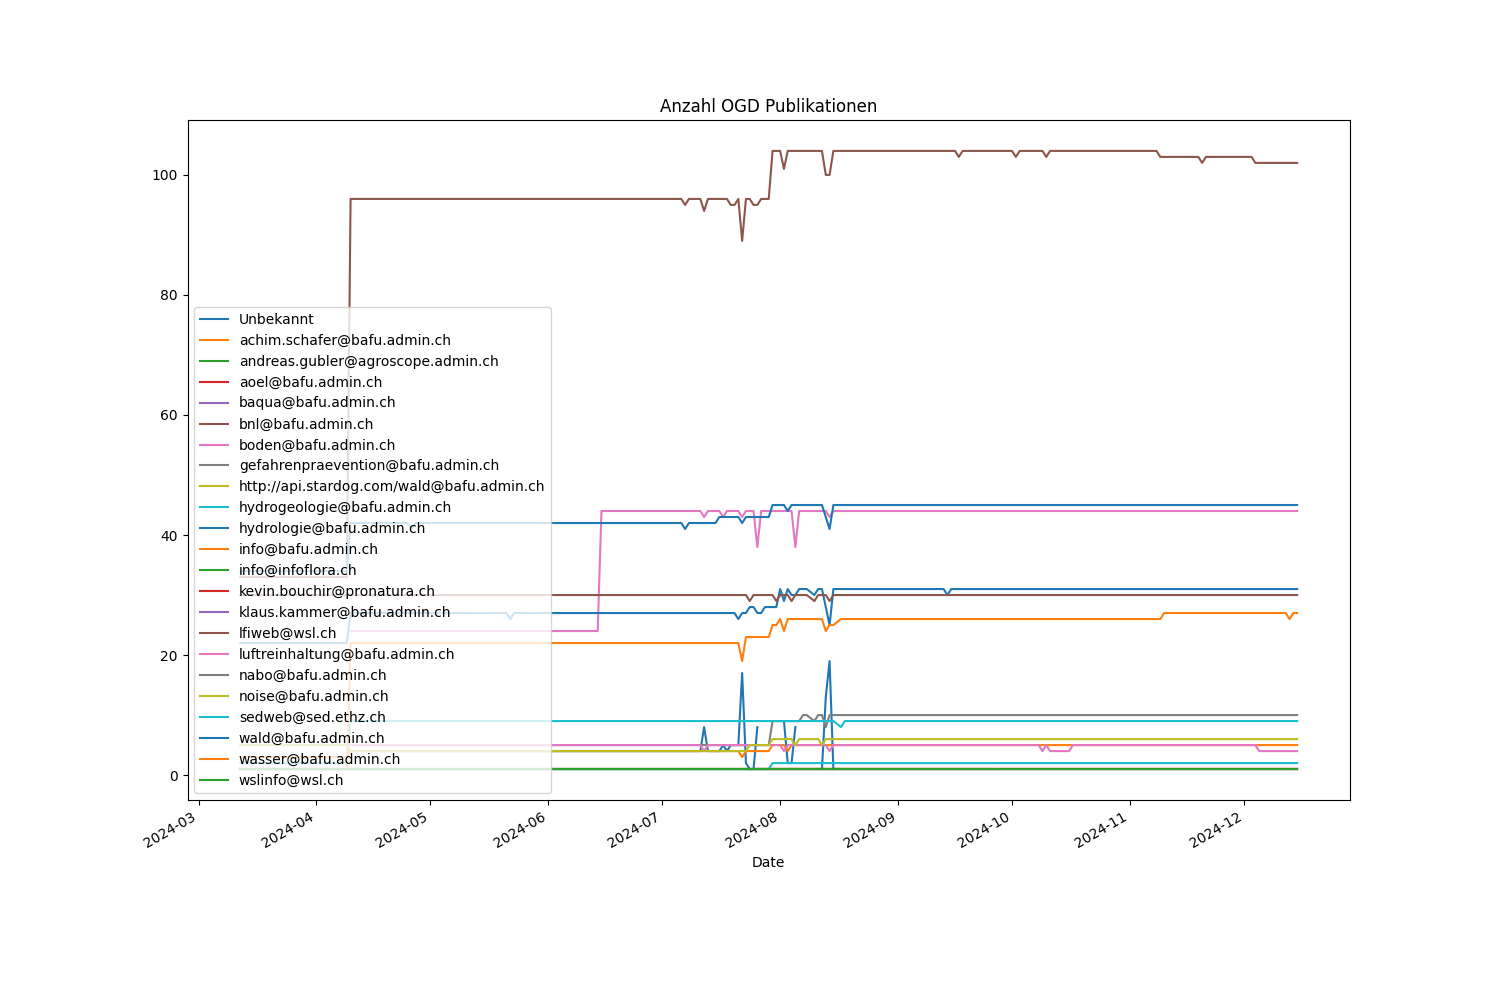 Anzahl OGD Publikationen
100
80
60
40
20
0
Unbekannt
achim.schafer@bafu.admin.ch
andreas.gubler@agroscope.admin.ch
aoel@bafu.admin.ch
baqua@bafu.admin.ch
bnl@bafu.admin.ch
boden@bafu.admin.ch
gefahrenpraevention@bafu.admin.ch
http://api.stardog.com/wald@bafu.admin.ch
hydrogeologie@bafu.admin.ch
hydrologie@bafu.admin.ch
info@bafu.admin.ch
info@infoflora.ch
kevin.bouchir@pronatura.ch
klaus.kammer@bafu.admin.ch
lfiweb@wsl.ch
luftreinhaltung@bafu.admin.ch
nabo@bafu.admin.ch
noise@bafu.admin.ch
sedweb@sed.ethz.ch
wald@bafu.admin.ch
wasser@bafu.admin.ch
wslinfo@wsl.ch
2024-03
2024-04
2024-05
2024-06
2024-07
2024-08
2024-09
2024-10
2024-11
2024-12
Date